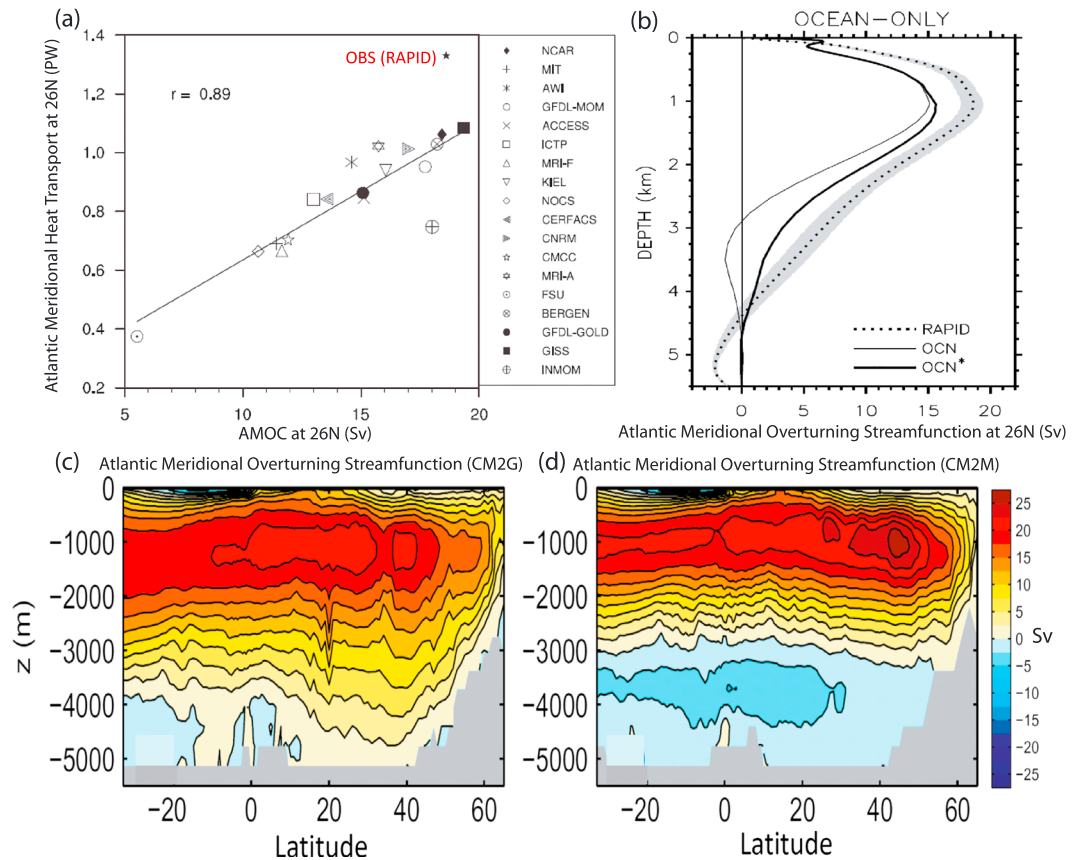 (a)
Atlantic Meridional Heat Transport at 26N (PW)
1.4
1.2
1.0
0.8
0.6
0.4
0.2
OBS (RAPID)
r = 0.89
5
10
15
20
AMOC at 26N (Sv)
NCAR
MIT
AWI
GFDL-MOM
ACCESS
ICTP
MRI-F
KIEL
NOCS
CERFACS
CNRM
CMCC
MRI-A
FSU
BERGEN
GFDL-GOLD
GISS
INMOM
(b)
OCEAN-ONLY
DEPTH (km)
0
1
2
3
4
5
RAPID
OCN
OCN*
0
5
10
15
20
Atlantic Meridional Overturning Streamfunction at 26N (Sv)
(c) Atlantic Meridional Overturning Streamfunction (CM2G)
z (m)
0
-1000
-2000
-3000
-4000
-5000
-20
0
20
40
60
Latitude
(d) Atlantic Meridional Overturning Streamfunction (CM2M)
0
-1000
-2000
-3000
-4000
-5000
-20
0
20
40
60
Latitude
25
20
15
10
5
0
-5
-10
-15
-20
-25
Sv